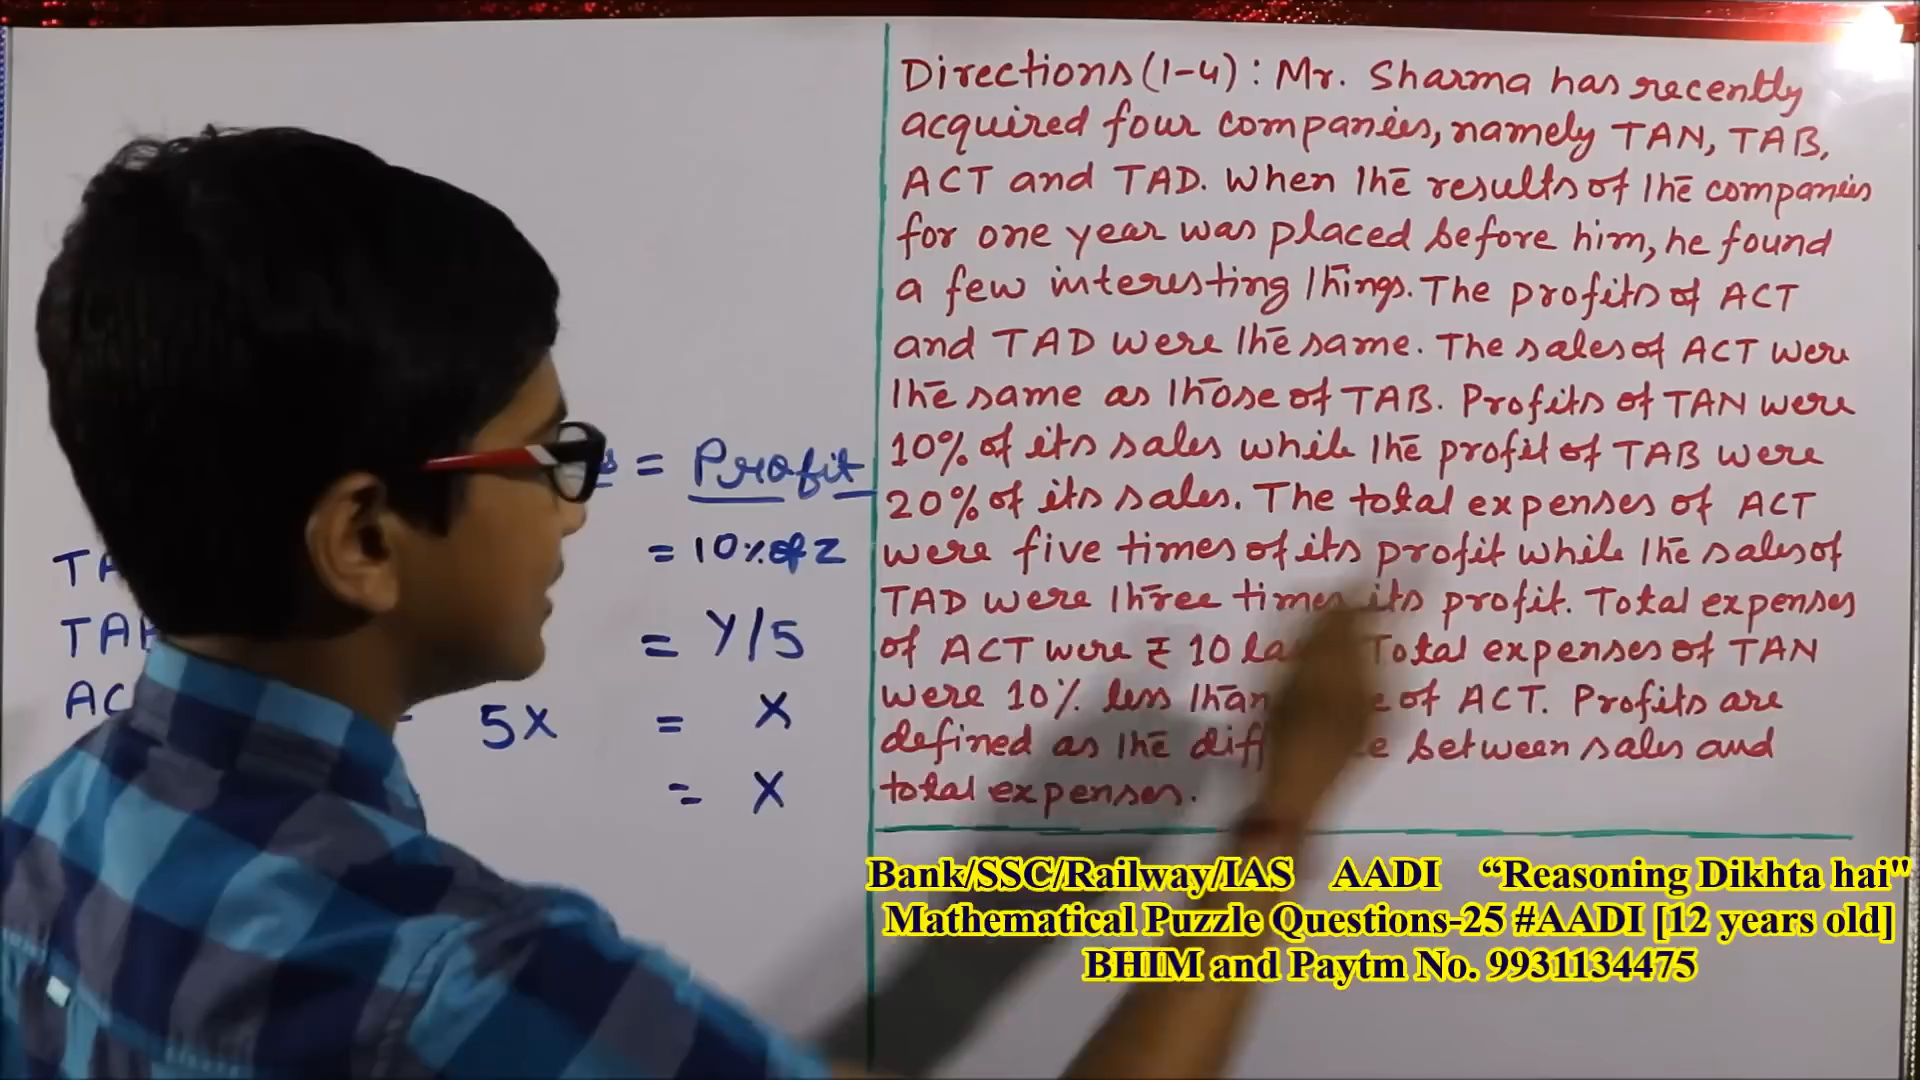 = Profit
TA = 10% of Z
TAB = Y/5
AC 5X = X
= X
Directions (1-4) : Mr. Sharma has recently
acquired four companies, namely TAN, TAB,
ACT and TAD. When the results of the companies
for one year was placed before him, he found
a few interesting things. The profits of ACT
and TAD were the same. The sales of ACT were
the same as those of TAB. Profits of TAN were
10% of its sales while the profit of TAB were
20% of its sales. The total expenses of ACT
were five times of its profit while the sales of
TAD were three times its profit. Total expenses
of ACT were ₹ 10 Total expenses of TAN
were 10% less than of ACT. Profits are
defined as the between sales and
total expenses.
Bank/SSC/Railway/IAS AADI “Reasoning Dikhta hai"
Mathematical Puzzle Questions-25 #AADI [12 years old]
BHIM and Paytm No. 9931134475